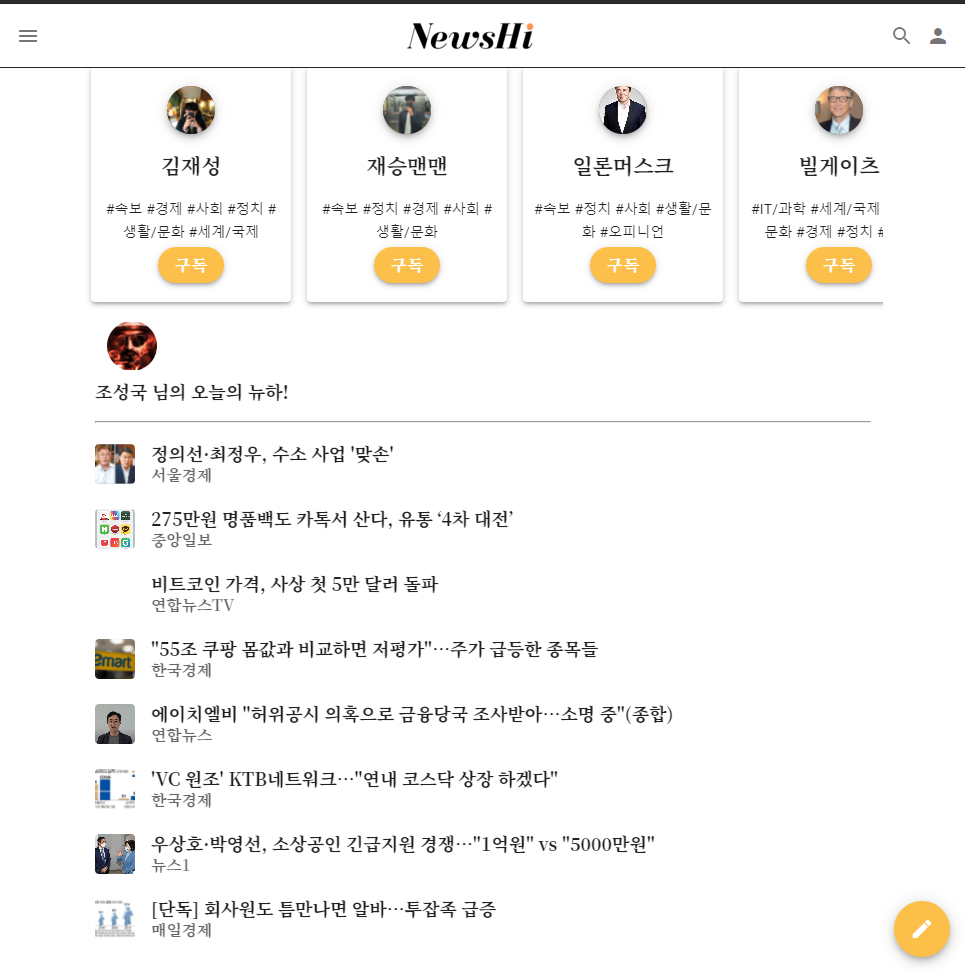 NewsHi
김재성
#속보 #경제 #사회 #정치 #
생활/문화 #세계/국제
구독
재승맨맨
#속보 #정치 #경제 #사회 #
생활/문화
구독
일론머스크
#속보 #정치 #사회 #생활/문
화 #오피니언
구독
빌게이츠
#IT/과학 #세계/국제
문화 #경제 #정치 #
구독
조성국 님의 오늘의 뉴하!
정의선·최정우, 수소 사업 '맞손'
서울경제
275만원 명품백도 카톡서 산다, 유통 ‘4차 대전’
중앙일보
비트코인 가격, 사상 첫 5만 달러 돌파
연합뉴스TV
"55조 쿠팡 몸값과 비교하면 저평가"…주가 급등한 종목들
한국경제
emart
에이치엘비 "허위공시 의혹으로 금융당국 조사받아…소명 중"(종합)
연합뉴스
'VC 원조' KTB네트워크…"연내 코스닥 상장 하겠다"
한국경제
우상호·박영선, 소상공인 긴급지원 경쟁…"1억원" vs "5000만원"
뉴스1
[단독] 회사원도 틈만나면 알바…투잡족 급증
매일경제